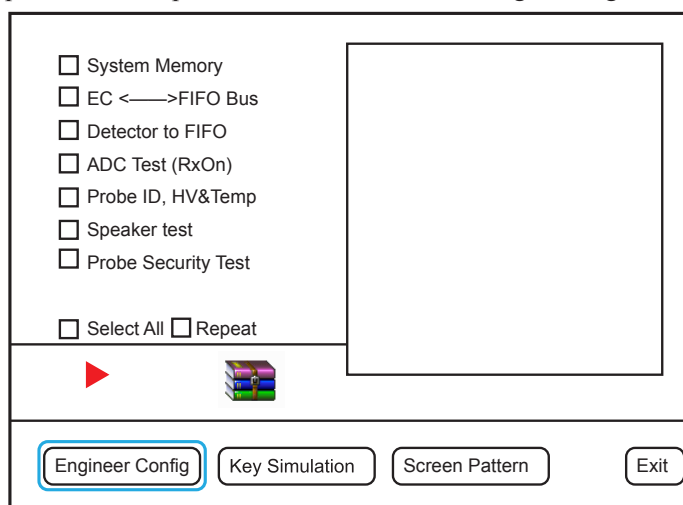 System Memory
EC <——>FIFO Bus
Detector to FIFO
ADC Test (RxOn)
Probe ID, HV&Temp
Speaker test
Probe Security Test
Select All Repeat
Engineer Config Key Simulation Screen Pattern Exit